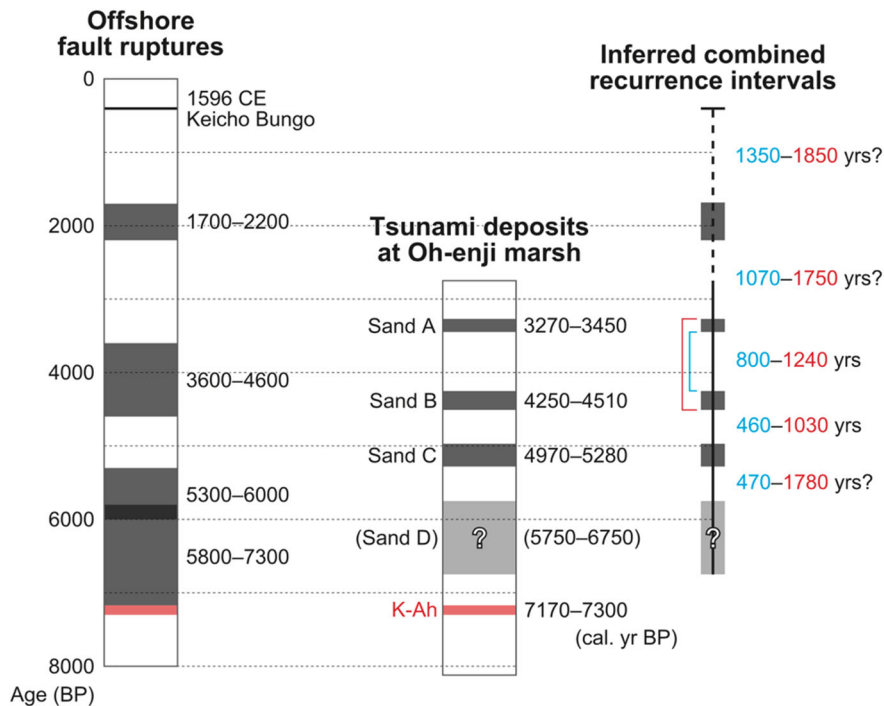 Offshore
fault ruptures
0
1596 CE
Keicho Bungo
1700–2200
2000
3600–4600
4000
5300–6000
6000
5800–7300
8000
Age (BP)
Tsunami deposits
at Oh-enji marsh
Sand A
3270–3450
Sand B
4250–4510
Sand C
4970–5280
(Sand D)
?
(5750–6750)
K-Ah
7170–7300
(cal. yr BP)
Inferred combined
recurrence intervals
1350–1850 yrs?
1070–1750 yrs?
800–1240 yrs
460–1030 yrs
470–1780 yrs?
?